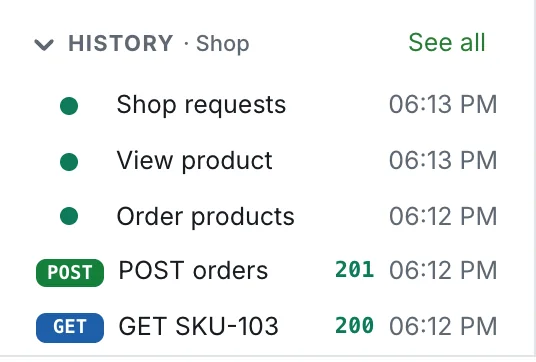 HISTORY · Shop See all
Shop requests 06:13 PM
View product 06:13 PM
Order products 06:12 PM
POST POST orders 201 06:12 PM
GET GET SKU-103 200 06:12 PM